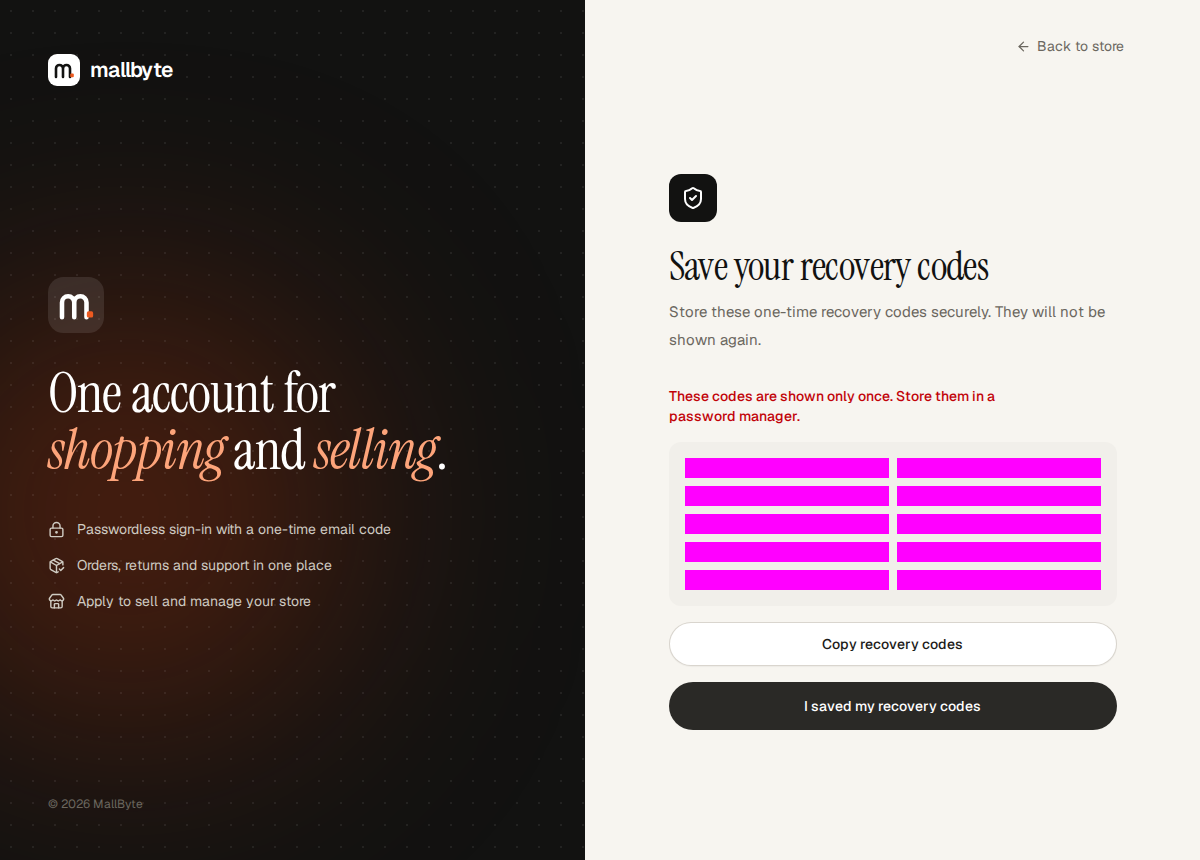 mallbyte
One account for
shopping and selling.
Passwordless sign-in with a one-time email code
Orders, returns and support in one place
Apply to sell and manage your store
© 2026 MallByte
Back to store
Save your recovery codes
Store these one-time recovery codes securely. They will not be
shown again.
These codes are shown only once. Store them in a
password manager.
Copy recovery codes
I saved my recovery codes